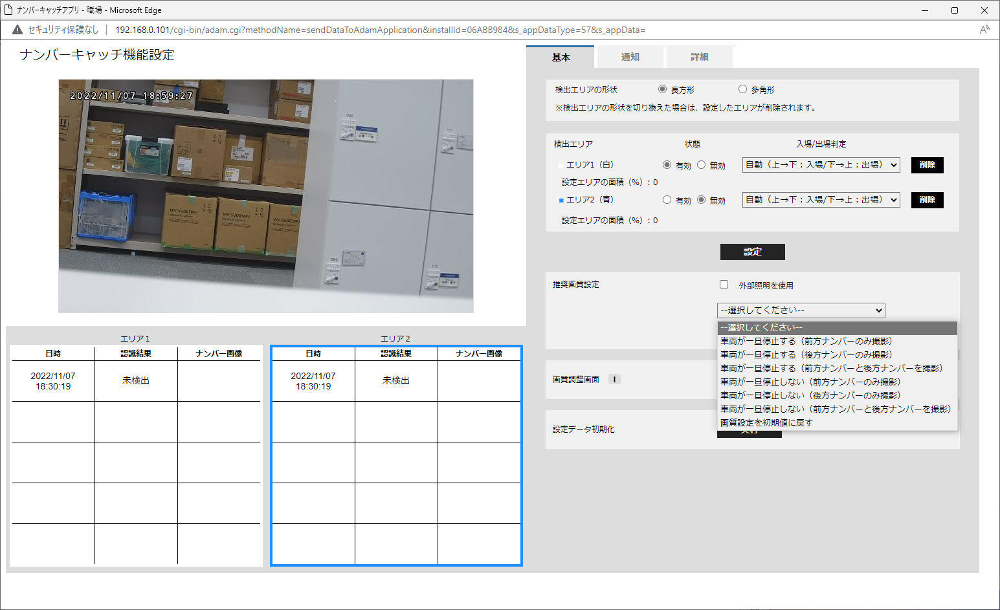 ナンバーキャッチアプリ - 職場 - Microsoft Edge
セキュリティ保護なし 192.168.0.101/cgi-bin/adam.cgi?methodName=sendDataToAdamApplication&installId=06ABB984&s_appDataType=57&s_appData=
ナンバーキャッチ機能設定
基本 通知 詳細
2022/11/07 18:59:27
098
101
WV-SUD638PJ
Network Camera
WV-SUD638PJ
Network Camera
WV-SUD638PJ
099
102
検出エリアの形状 長方形 多角形
※検出エリアの形状を切り換えた場合は、設定したエリアが削除されます。
検出エリア 状態 入場/出場判定
エリア1（白） 有効 無効 自動（上→下：入場/下→上：出場） 削除
設定エリアの面積（%）: 0
エリア2（青） 有効 無効 自動（上→下：入場/下→上：出場） 削除
設定エリアの面積（%）: 0
設定
推奨画質設定 外部照明を使用
--選択してください--
--選択してください--
車両が一旦停止する（前方ナンバーのみ撮影）
車両が一旦停止する（後方ナンバーのみ撮影）
車両が一旦停止する（前方ナンバーと後方ナンバーを撮影）
車両が一旦停止しない（前方ナンバーのみ撮影）
車両が一旦停止しない（後方ナンバーのみ撮影）
車両が一旦停止しない（前方ナンバーと後方ナンバーを撮影）
画質設定を初期値に戻す
画質調整画面 i
設定データ初期化 実行
エリア1
日時 認識結果 ナンバー画像
2022/11/07
18:30:19
未検出
エリア2
日時 認識結果 ナンバー画像
2022/11/07
18:30:19
未検出